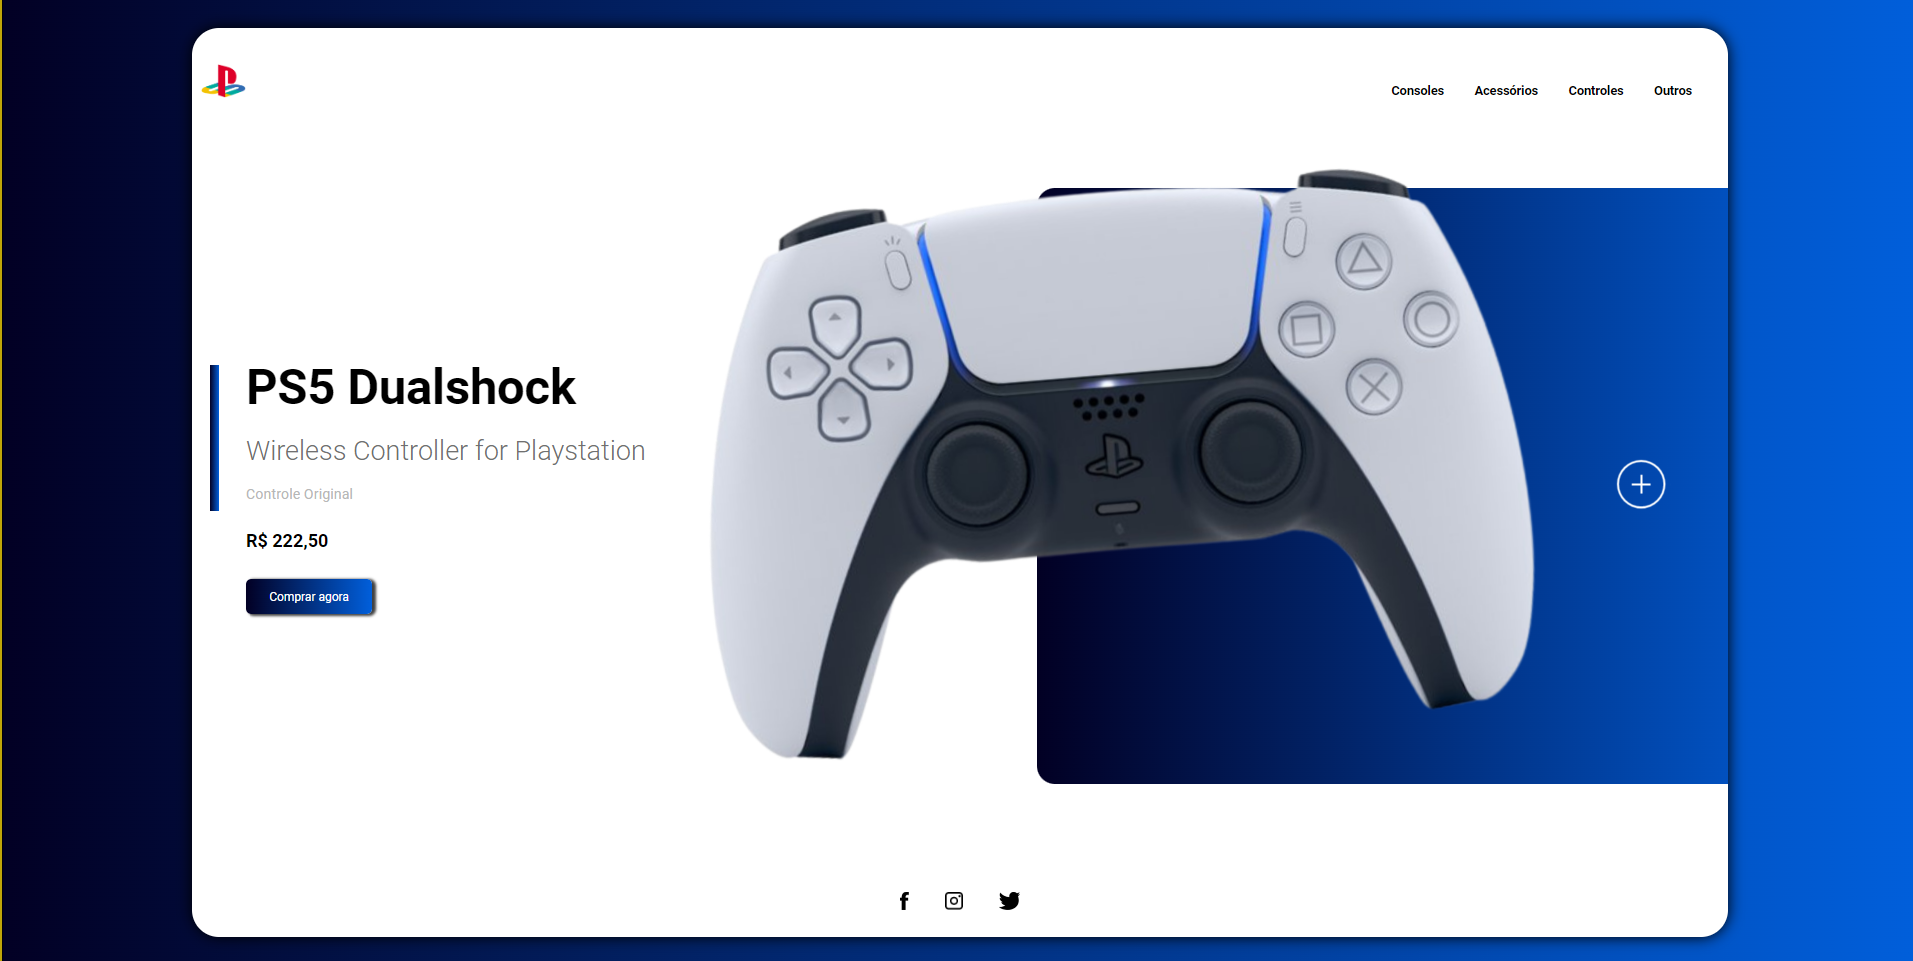 Consoles Acessórios Controles Outros
PS5 Dualshock
Wireless Controller for Playstation
Controle Original
R$ 222,50
Comprar agora